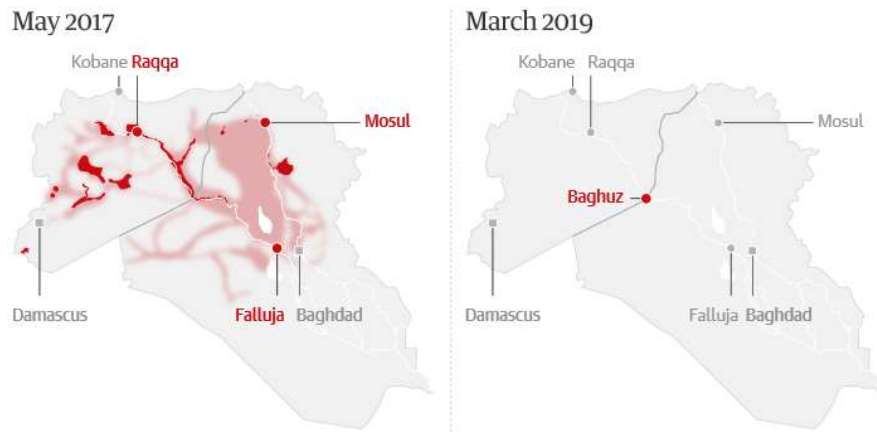 May 2017
Kobane Raqqa
Mosul
Damascus
Falluja
Baghdad
March 2019
Kobane
Raqqa
Mosul
Baghuz
Damascus
Falluja
Baghdad